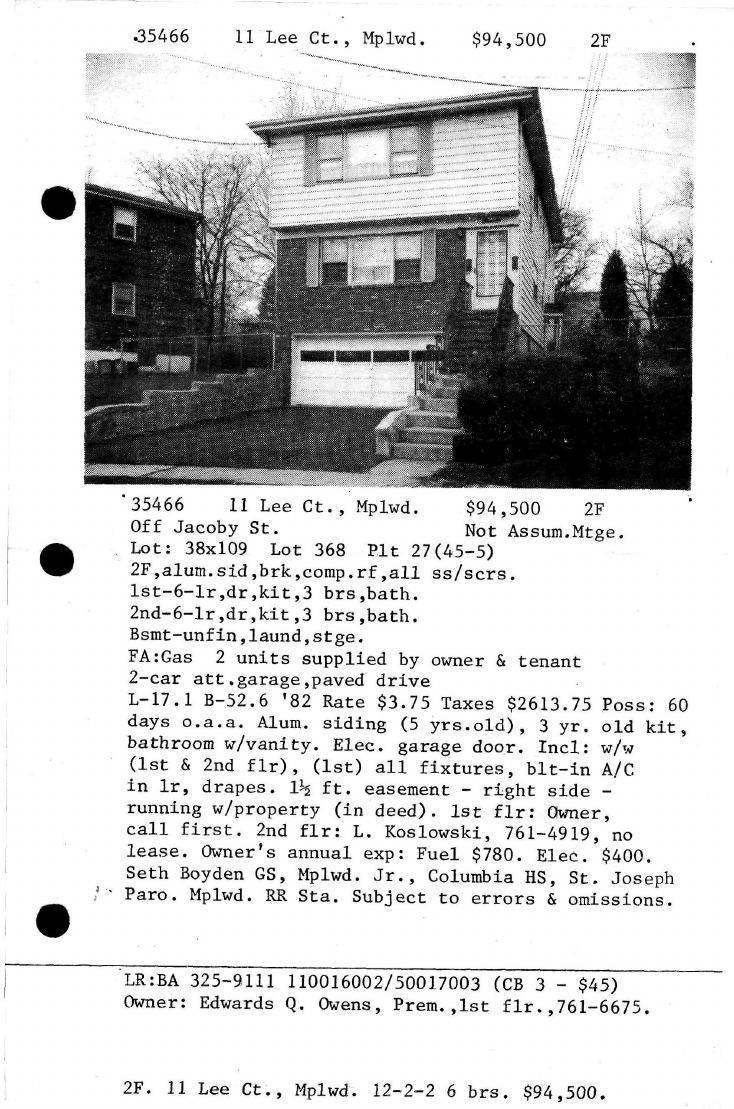 35466 11 Lee Ct., Mplwd. $94,500 2F
35466 11 Lee Ct., Mplwd. $94,500 2F
Off Jacoby St. Not Assum.Mtge.
Lot: 38x109 Lot 368 Plt 27(45-5)
2F,alum.sid,brk,comp.rf,all ss/scrs.
1st-6-lr,dr,kit,3 brs,bath.
2nd-6-lr,dr,kit,3 brs,bath.
Bsmt-unfin,laund,stge.
FA:Gas 2 units supplied by owner & tenant
2-car att.garage,paved drive
L-17.1 B-52.6 '82 Rate $3.75 Taxes $2613.75 Poss: 60
days o.a.a. Alum. siding (5 yrs.old), 3 yr. old kit,
bathroom w/vanity. Elec. garage door. Incl: w/w
(1st & 2nd flr), (1st) all fixtures, blt-in A/C
in lr, drapes. 1½ ft. easement - right side -
running w/property (in deed). 1st flr: Owner,
call first. 2nd flr: L. Koslowski, 761-4919, no
lease. Owner's annual exp: Fuel $780. Elec. $400.
Seth Boyden GS, Mplwd. Jr., Columbia HS, St. Joseph
Paro. Mplwd. RR Sta. Subject to errors & omissions.
LR:BA 325-9111 110016002/50017003 (CB 3 - $45)
Owner: Edwards Q. Owens, Prem.,1st flr.,761-6675.
2F. 11 Lee Ct., Mplwd. 12-2-2 6 brs. $94,500.